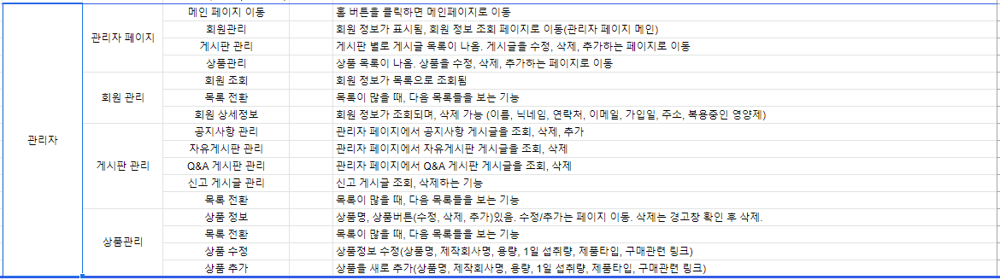 메인 페이지 이동 홈 버튼을 클릭하면 메인페이지로 이동
관리자 페이지 회원관리 회원 정보가 표시됨, 회원 정보 조회 페이지로 이동(관리자 페이지 메인)
게시판 관리 게시판 별로 게시글 목록이 나옴. 게시글을 수정, 삭제, 추가하는 페이지로 이동
상품관리 상품 목록이 나옴. 상품을 수정, 삭제, 추가하는 페이지로 이동
회원 관리 회원 조회 회원 정보가 목록으로 조회됨
목록 전환 목록이 많을 때, 다음 목록들을 보는 기능
회원 상세정보 회원 정보가 조회되며, 삭제 가능 (이름, 닉네임, 연락처, 이메일, 가입일, 주소, 복용중인 영양제)
관리자 게시판 관리 공지사항 관리 관리자 페이지에서 공지사항 게시글을 조회, 삭제, 추가
자유게시판 관리 관리자 페이지에서 자유게시판 게시글을 조회, 삭제
Q&A 게시판 관리 관리자 페이지에서 Q&A 게시판 게시글을 조회, 삭제
신고 게시글 관리 신고 게시글 조회, 삭제하는 기능
목록 전환 목록이 많을 때, 다음 목록들을 보는 기능
상품관리 상품 정보 상품명, 상품버튼(수정, 삭제, 추가)있음. 수정/추가는 페이지 이동. 삭제는 경고창 확인 후 삭제.
목록 전환 목록이 많을 때, 다음 목록들을 보는 기능
상품 수정 상품정보 수정(상품명, 제작회사명, 용량, 1일 섭취량, 제품타입, 구매관련 링크)
상품 추가 상품을 새로 추가(상품명, 제작회사명, 용량, 1일 섭취량, 제품타입, 구매관련 링크)